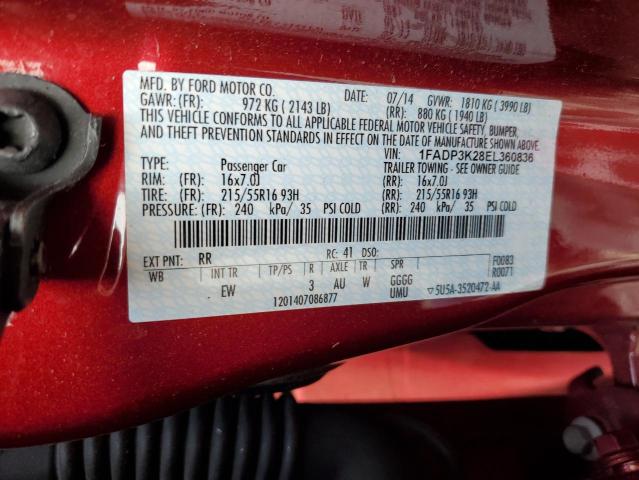 MFD. BY FORD MOTOR CO. DATE: 07/14 GVWR: 1810 KG ( 3990 LB)
GAWR: (FR): 972 KG ( 2143 LB) (RR): 880 KG ( 1940 LB)
THIS VEHICLE CONFORMS TO ALL APPLICABLE FEDERAL MOTOR VEHICLE SAFETY, BUMPER,
AND THEFT PREVENTION STANDARDS IN EFFECT ON THE DATE OF MANUFACTURE SHOWN ABOVE.
VIN: 1FADP3K28EL360836
TYPE: Passenger Car TRAILER TOWING - SEE OWNER GUIDE
RIM: (FR): 16x7.0J (RR): 16x7.0J
TIRE: (FR): 215/55R16 93H (RR): 215/55R16 93H
PRESSURE: (FR): 240 kPa/ 35 PSI COLD (RR): 240 kPa/ 35 PSI COLD
EXT PNT: RR RC: 41 DSO: F0083
WB INT TR TP/PS R AXLE TR SPR R0071
EW 3 AU W GGGG
1201407086877 UMU ▽5U5A-3520472-AA